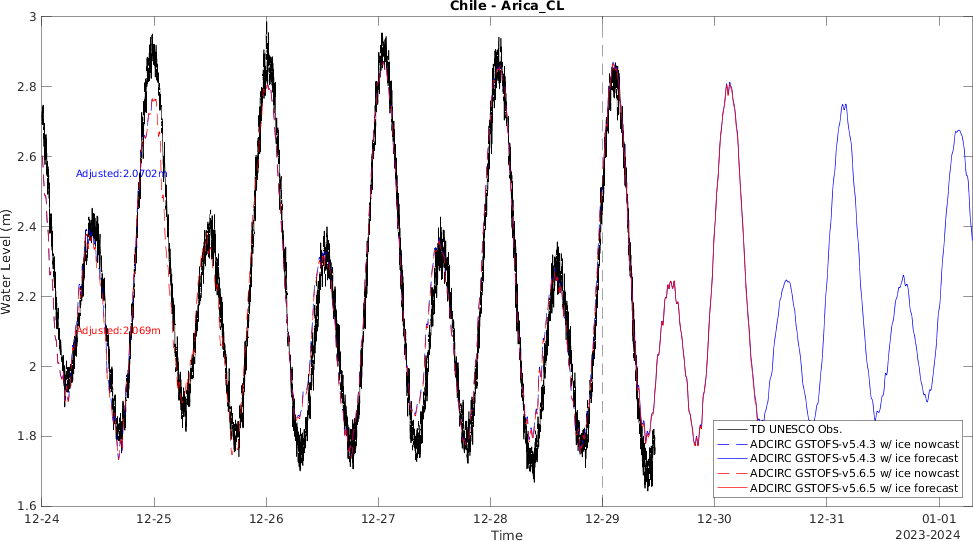 Chile - Arica_CL
3
2.8
2.6
2.4
2.2
2
1.8
1.6
Water Level (m)
Adjusted:2.0702m
Adjusted:2.069m
TD UNESCO Obs.
ADCIRC GSTOFS-v5.4.3 w/ ice nowcast
ADCIRC GSTOFS-v5.4.3 w/ ice forecast
ADCIRC GSTOFS-v5.6.5 w/ ice nowcast
ADCIRC GSTOFS-v5.6.5 w/ ice forecast
12-24 12-25 12-26 12-27 12-28 12-29 12-30 12-31 01-01
Time
2023-2024